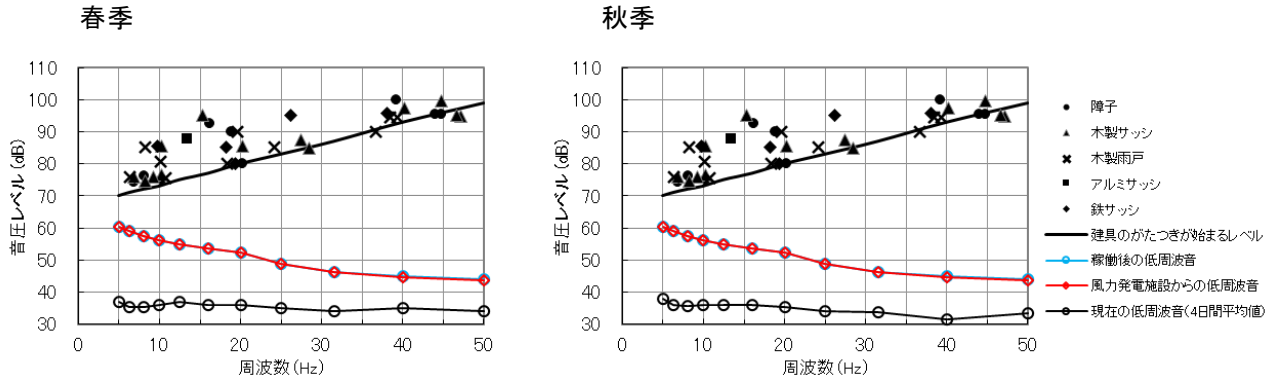 春季
秋季
110
100
90
80
70
60
50
40
30
音圧レベル(dB)
0
10
20
30
40
50
周波数(Hz)
110
100
90
80
70
60
50
40
30
音圧レベル(dB)
0
10
20
30
40
50
周波数(Hz)
障子
木製サッシ
木製雨戸
アルミサッシ
鉄サッシ
建具のがたつきが始まるレベル
稼働後の低周波音
風力発電施設からの低周波音
現在の低周波音(4日間平均値)